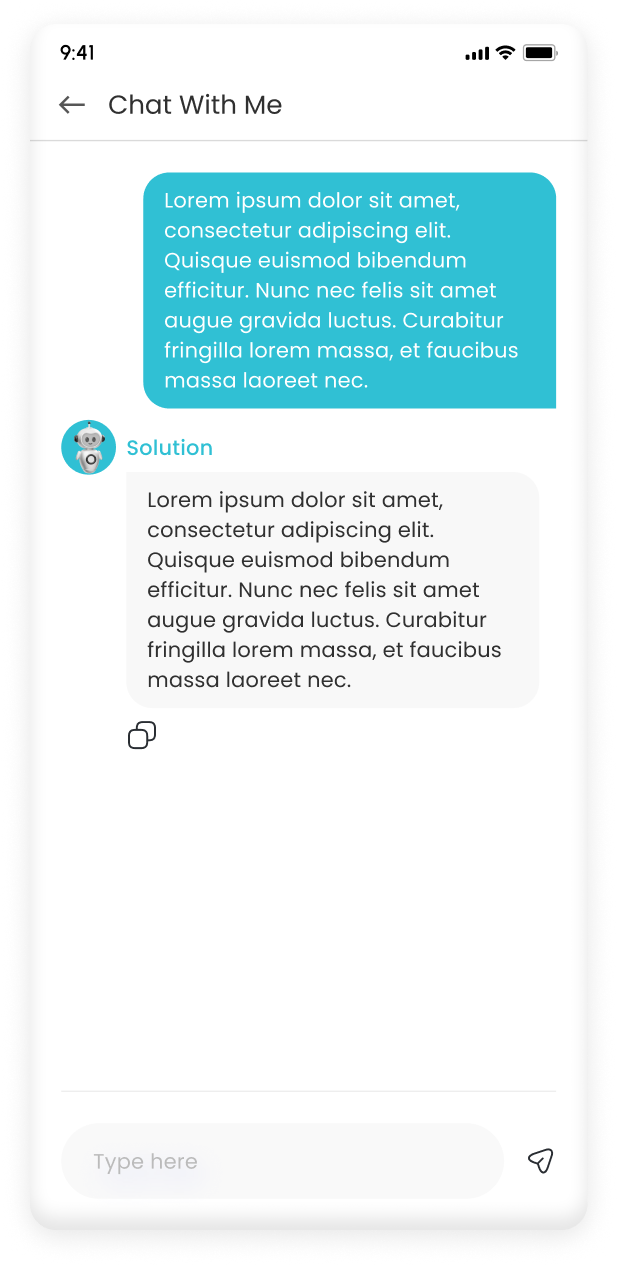 9:41
Chat With Me
Lorem ipsum dolor sit amet,
consectetur adipiscing elit.
Quisque euismod bibendum
efficitur. Nunc nec felis sit amet
augue gravida luctus. Curabitur
fringilla lorem massa, et faucibus
massa laoreet nec.
Solution
Lorem ipsum dolor sit amet,
consectetur adipiscing elit.
Quisque euismod bibendum
efficitur. Nunc nec felis sit amet
augue gravida luctus. Curabitur
fringilla lorem massa, et faucibus
massa laoreet nec.
Type here